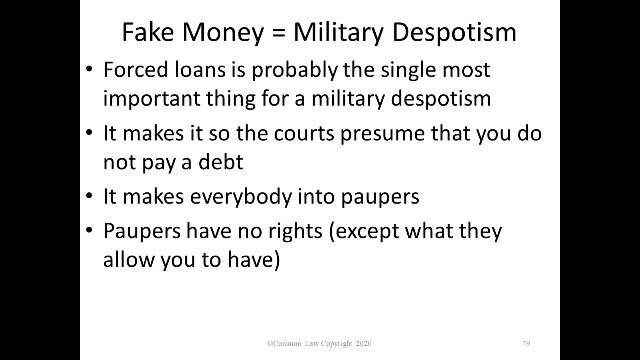 Fake Money = Military Despotism
• Forced loans is probably the single most
important thing for a military despotism
• It makes it so the courts presume that you do
not pay a debt
• It makes everybody into paupers
• Paupers have no rights (except what they
allow you to have)
©Common Law Copyright 2020
79